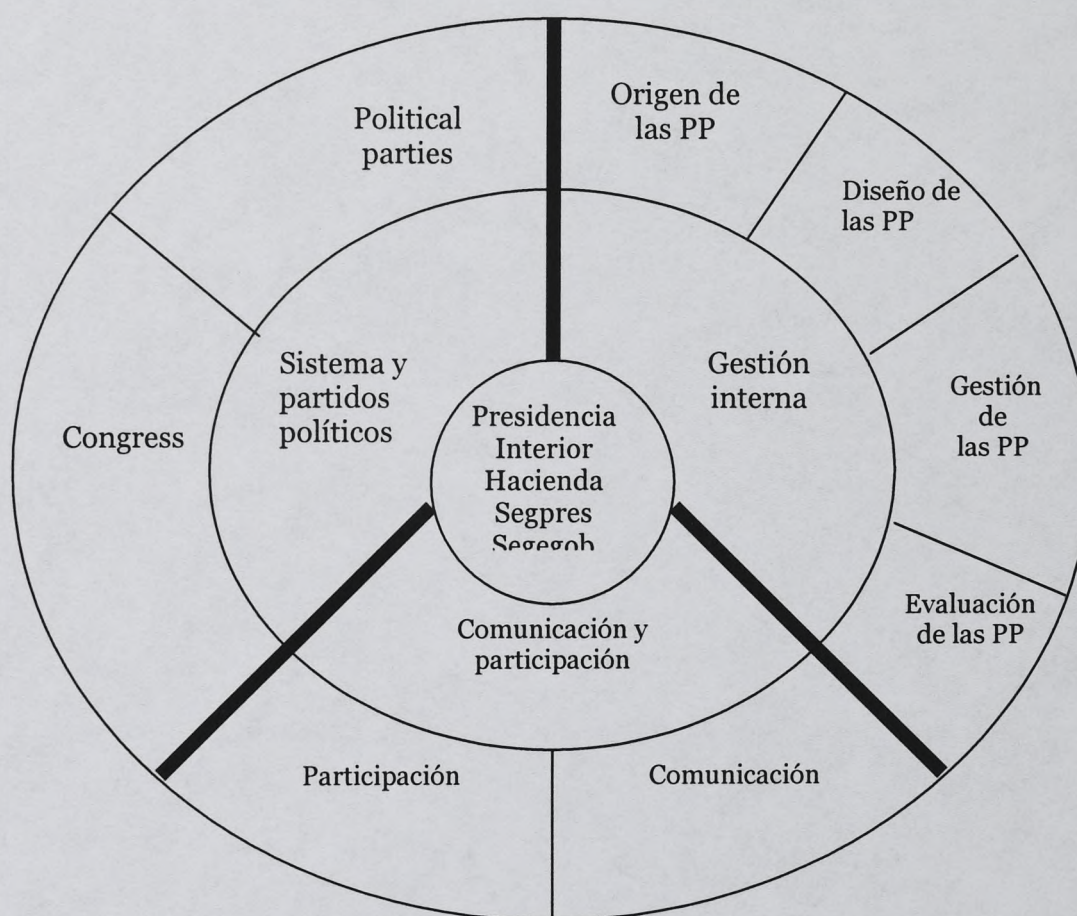 Political
parties
Origen de
las PP
Diseño de
las PP
Sistema y
partidos
políticos
Gestión
interna
Gestión
de
las PP
Congress
Presidencia
Interior
Hacienda
Segpres
Segegob
Evaluación
de las PP
Comunicación y
participación
Participación
Comunicación